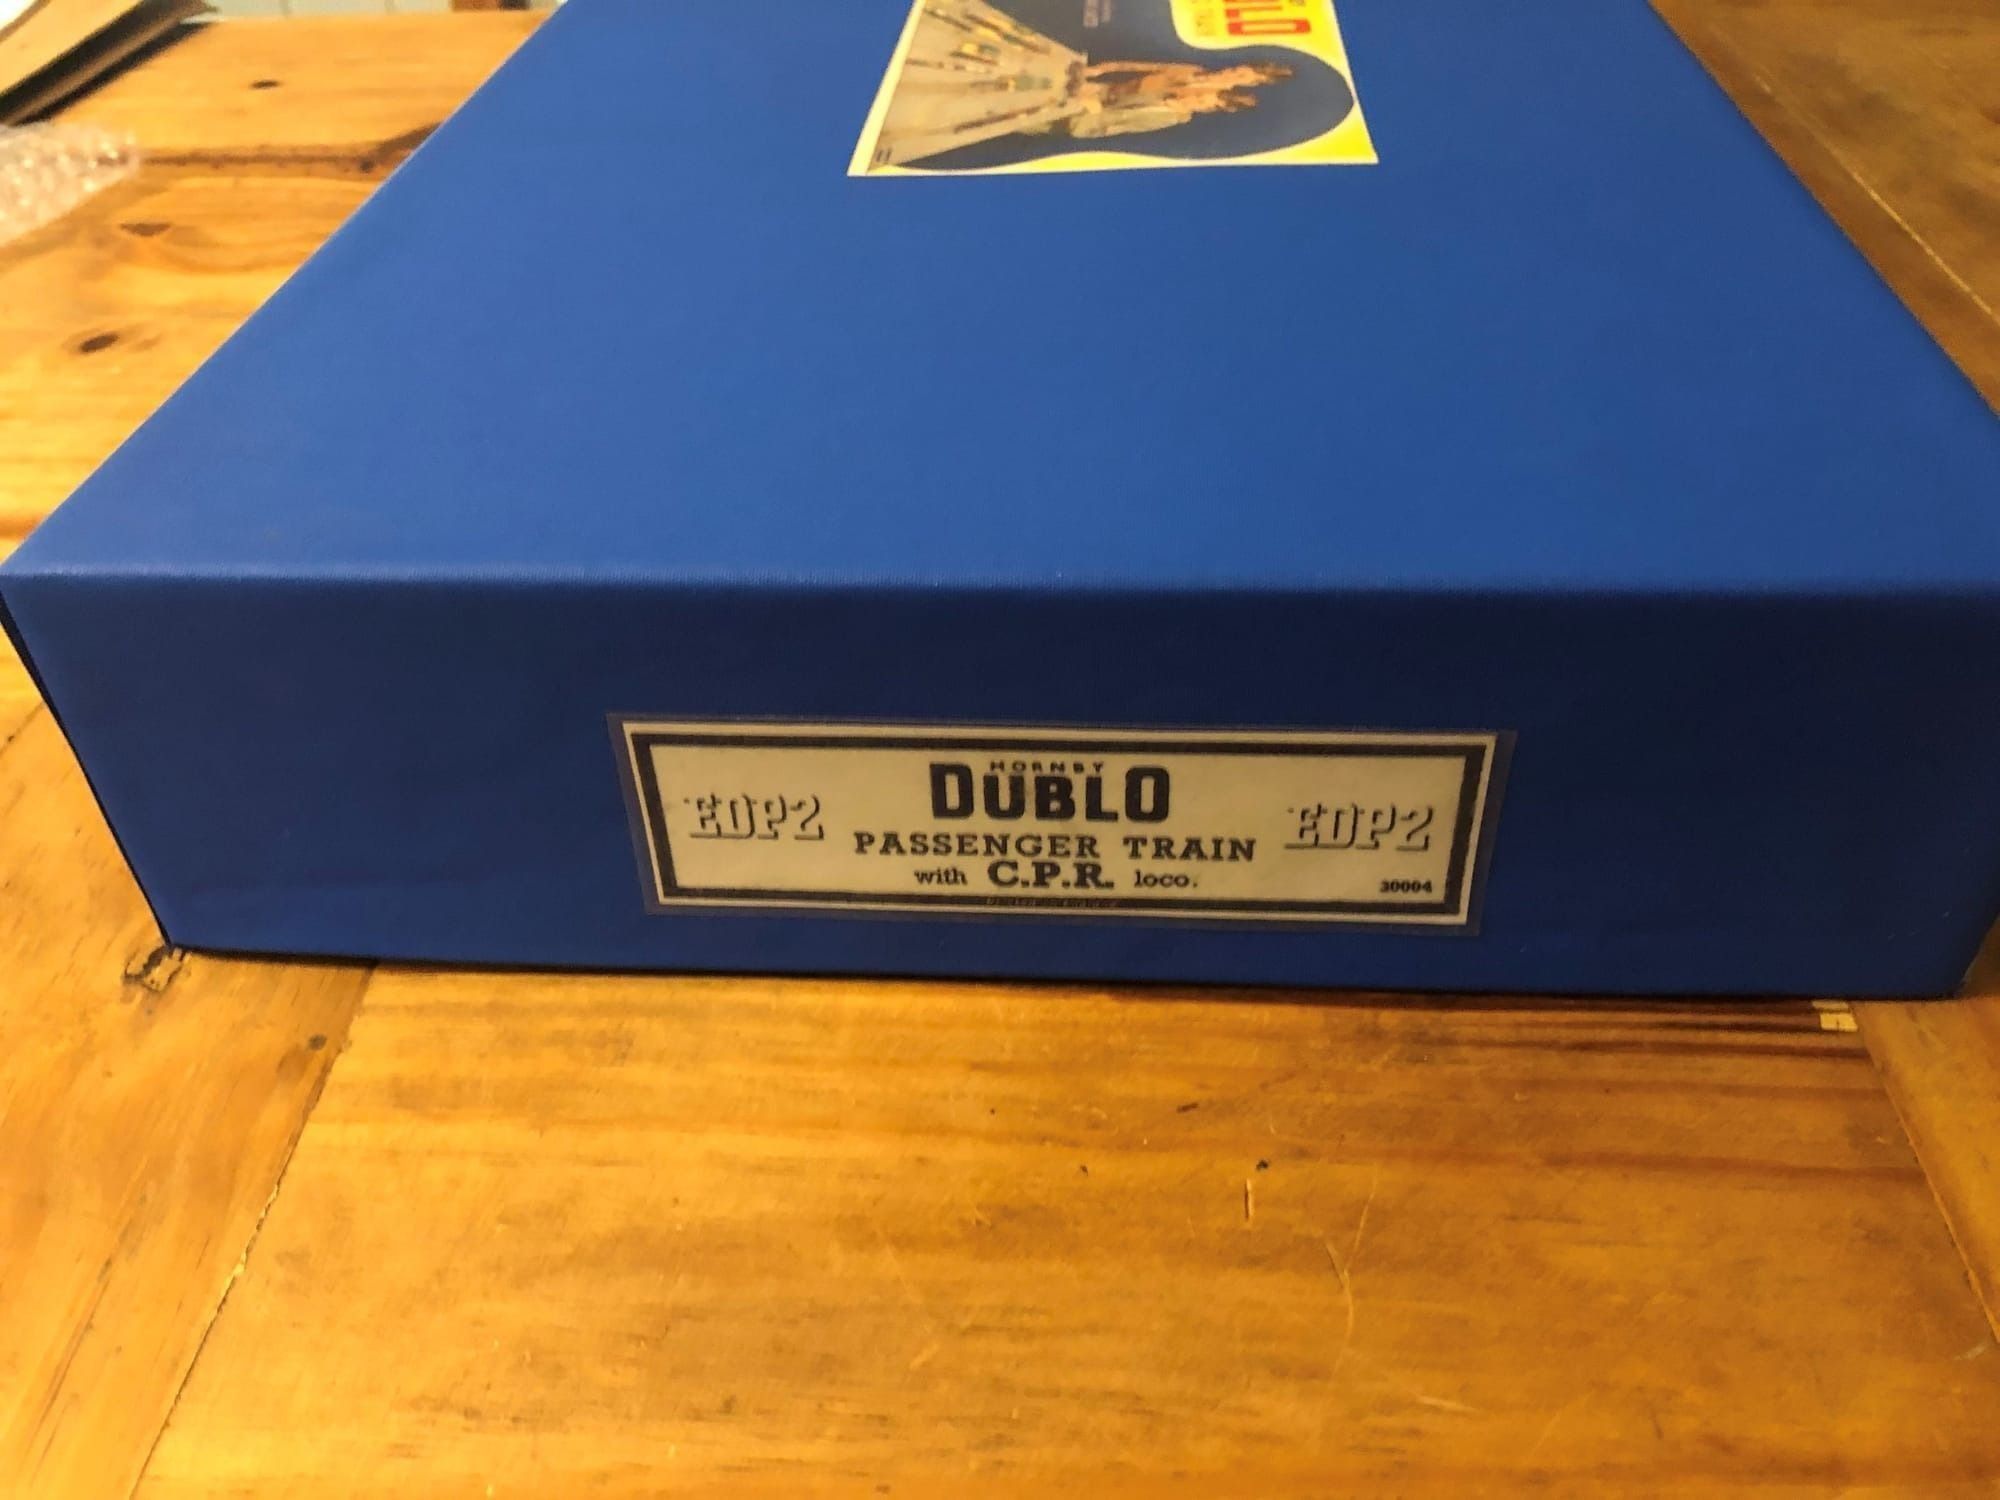 HORNBY
DUBLO
EDP2
EDP2
PASSENGER TRAIN
with C.P.R. loco.
30004